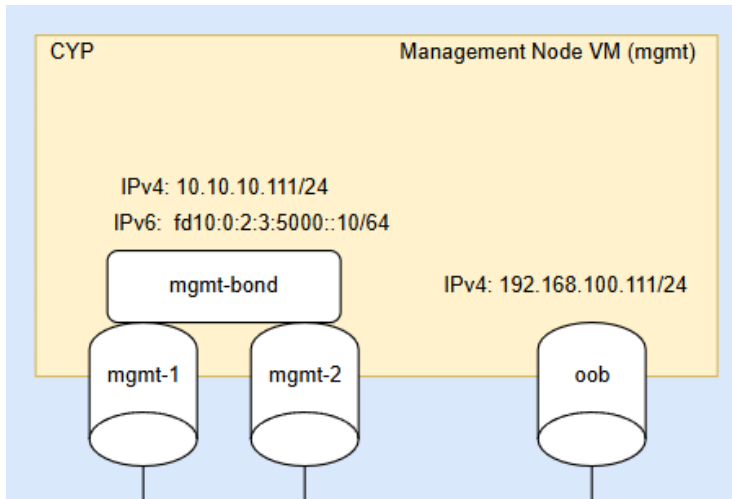 CYP
Management Node VM (mgmt)
IPv4: 10.10.10.111/24
IPv6: fd10:0:2:3:5000::10/64
mgmt-bond
IPv4: 192.168.100.111/24
mgmt-1
mgmt-2
oob